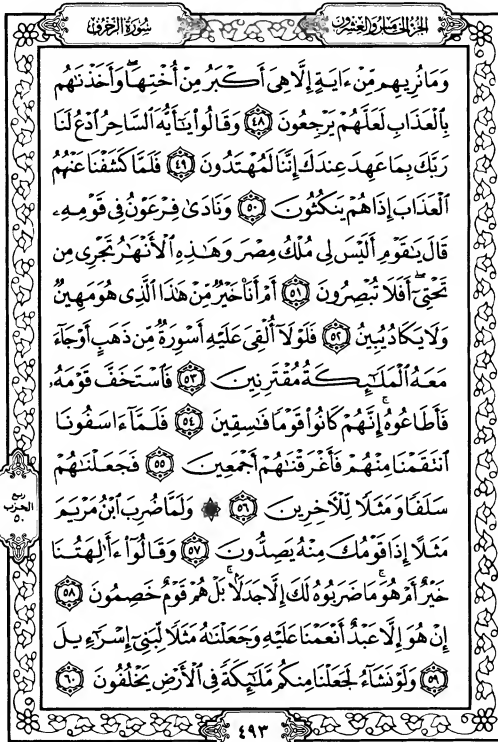 الجزء الخامس والعشرون
سورة الزخرف
وَمَا نُرِيهِم مِّنْ ءَايَةٍ إِلَّا هِىَ أَكْبَرُ مِنْ أُخْتِهَا ۖ وَأَخَذْنَٰهُم
بِٱلْعَذَابِ لَعَلَّهُمْ يَرْجِعُونَ ٤٨ وَقَالُوا۟ يَٰٓأَيُّهَ ٱلسَّاحِرُ ٱدْعُ لَنَا
رَبَّكَ بِمَا عَهِدَ عِندَكَ إِنَّنَا لَمُهْتَدُونَ ٤٩ فَلَمَّا كَشَفْنَا عَنْهُمُ
ٱلْعَذَابَ إِذَا هُمْ يَنكُثُونَ ٥٠ وَنَادَىٰ فِرْعَوْنُ فِى قَوْمِهِۦ
قَالَ يَٰقَوْمِ أَلَيْسَ لِى مُلْكُ مِصْرَ وَهَٰذِهِ ٱلْأَنْهَٰرُ تَجْرِى مِن
تَحْتِىٓ ۖ أَفَلَا تُبْصِرُونَ ٥١ أَمْ أَنَا۠ خَيْرٌ مِّنْ هَٰذَا ٱلَّذِى هُوَ مَهِينٌ
وَلَا يَكَادُ يُبِينُ ٥٢ فَلَوْلَآ أُلْقِىَ عَلَيْهِ أَسْوِرَةٌ مِّن ذَهَبٍ أَوْ جَآءَ
مَعَهُ ٱلْمَلَٰٓئِكَةُ مُقْتَرِنِينَ ٥٣ فَٱسْتَخَفَّ قَوْمَهُۥ
فَأَطَاعُوهُ ۚ إِنَّهُمْ كَانُوا۟ قَوْمًا فَٰسِقِينَ ٥٤ فَلَمَّآ ءَاسَفُونَا
ٱنتَقَمْنَا مِنْهُمْ فَأَغْرَقْنَٰهُمْ أَجْمَعِينَ ٥٥ فَجَعَلْنَٰهُمْ
سَلَفًا وَمَثَلًا لِّلْءَاخِرِينَ ٥٦ ۞ وَلَمَّا ضُرِبَ ٱبْنُ مَرْيَمَ
مَثَلًا إِذَا قَوْمُكَ مِنْهُ يَصِدُّونَ ٥٧ وَقَالُوٓا۟ ءَأَٰلِهَتُنَا
خَيْرٌ أَمْ هُوَ ۚ مَا ضَرَبُوهُ لَكَ إِلَّا جَدَلًۢا ۚ بَلْ هُمْ قَوْمٌ خَصِمُونَ ٥٨
إِنْ هُوَ إِلَّا عَبْدٌ أَنْعَمْنَا عَلَيْهِ وَجَعَلْنَٰهُ مَثَلًا لِّبَنِىٓ إِسْرَٰٓءِيلَ
٥٩ وَلَوْ نَشَآءُ لَجَعَلْنَا مِنكُم مَّلَٰٓئِكَةً فِى ٱلْأَرْضِ يَخْلُفُونَ ٦٠
ربع
الحزب
٥٠
٤٩٣